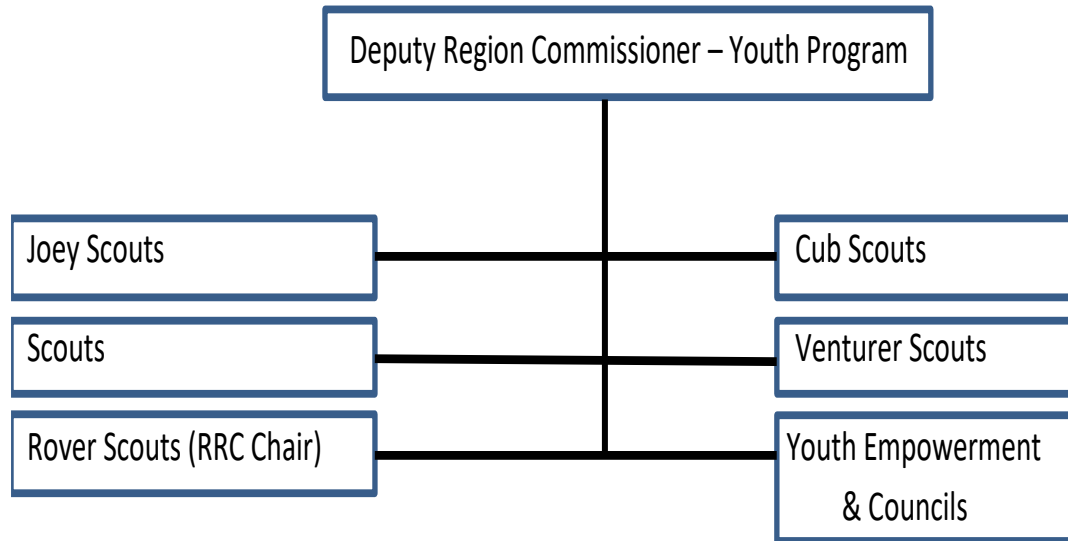 Deputy Region Commissioner – Youth Program
Joey Scouts
Cub Scouts
Scouts
Venturer Scouts
Rover Scouts (RRC Chair)
Youth Empowerment
& Councils